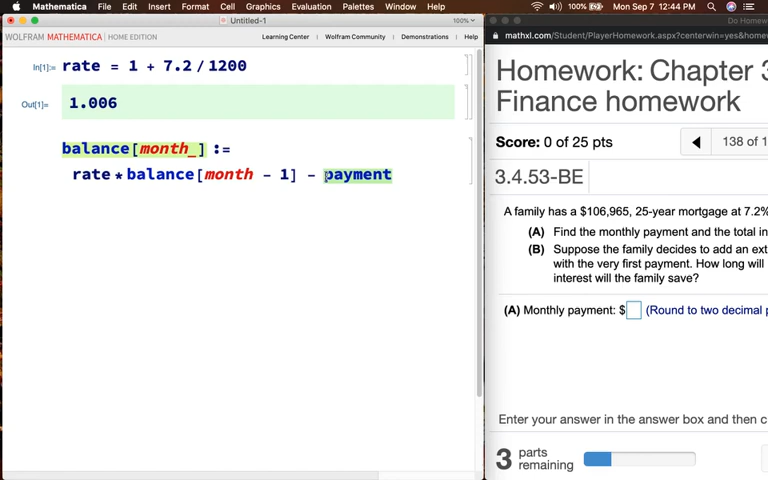 Mathematica File Edit Insert Format Cell Graphics Evaluation Palettes Window Help 100% Mon Sep 7 12:44 PM
Untitled-1 100%
WOLFRAM MATHEMATICA | HOME EDITION Learning Center | Wolfram Community | Demonstrations | Help
In[1]:= rate = 1 + 7.2 / 1200
Out[1]= 1.006
balance[month_] :=
rate * balance[month - 1] - payment
Do Homew
mathxl.com/Student/PlayerHomework.aspx?centerwin=yes&homew
Homework: Chapter 3
Finance homework
Score: 0 of 25 pts 138 of 1
3.4.53-BE
A family has a $106,965, 25-year mortgage at 7.2%
(A) Find the monthly payment and the total in
(B) Suppose the family decides to add an ext
with the very first payment. How long will
interest will the family save?
(A) Monthly payment: $ (Round to two decimal p
Enter your answer in the answer box and then c
3 parts
remaining